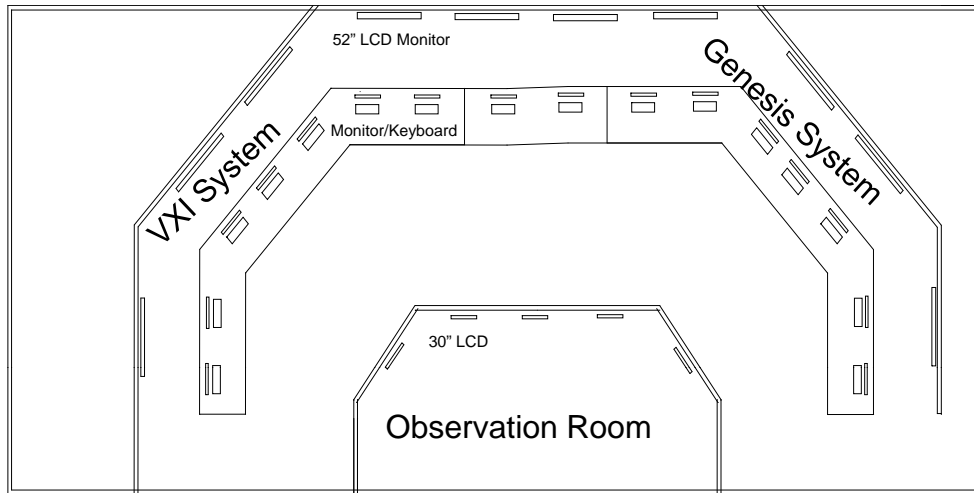 52” LCD Monitor
Genesis System
Monitor/Keyboard
VXI System
30” LCD
Observation Room